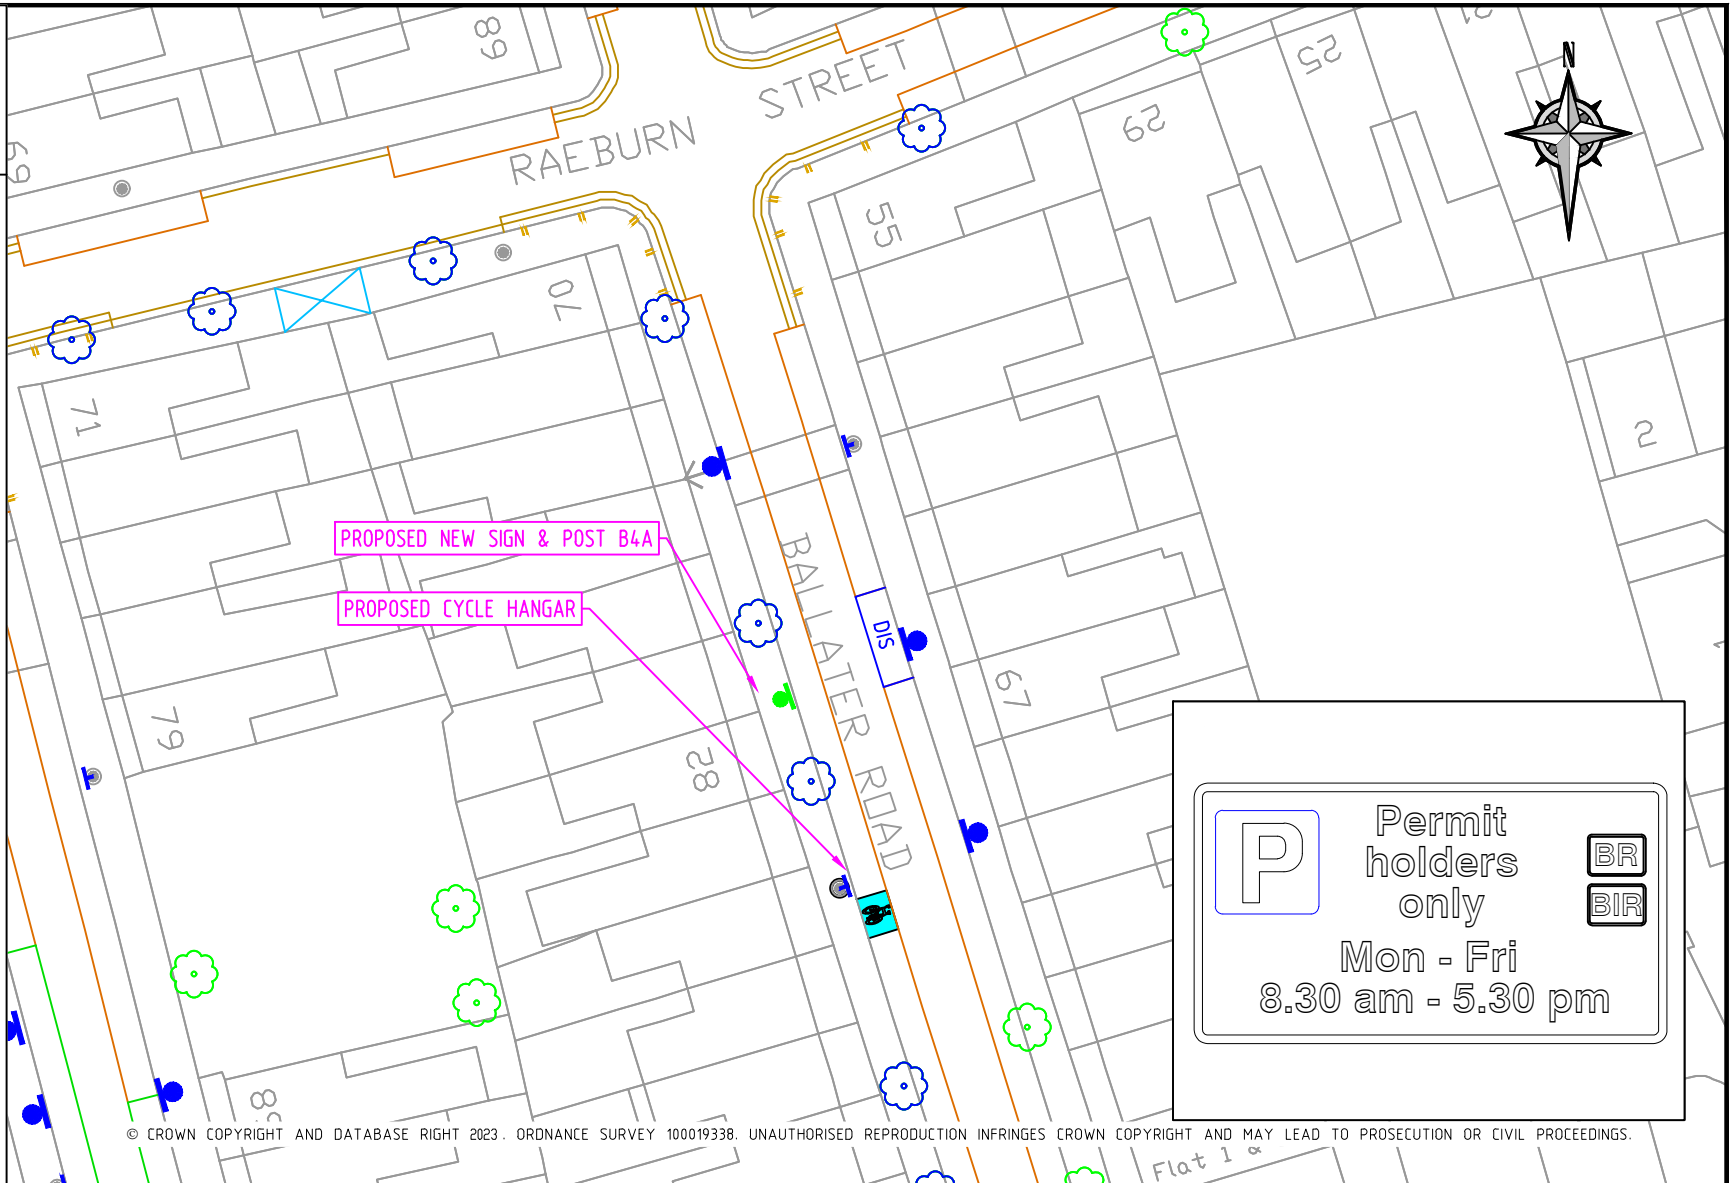 89
STREET
RAEBURN
25
29
69
N
55
70
71
2
PROPOSED NEW SIGN & POST B4A
PROPOSED CYCLE HANGAR
BALLATER ROAD
DIS
67
79
28
P
Permit
holders
only
BR
BIR
Mon - Fri
8.30 am - 5.30 pm
© CROWN COPYRIGHT AND DATABASE RIGHT 2023. ORDNANCE SURVEY 100019338. UNAUTHORISED REPRODUCTION INFRINGES CROWN COPYRIGHT AND MAY LEAD TO PROSECUTION OR CIVIL PROCEEDINGS.
Flat 1 &